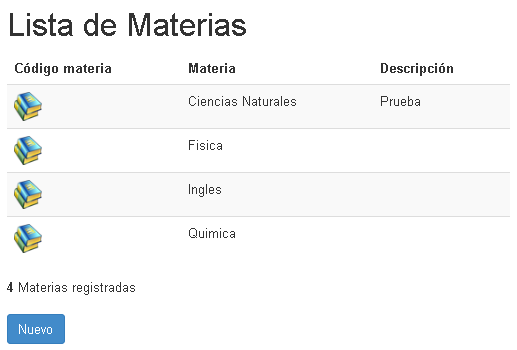 Lista de Materias
Código materia Materia Descripción
Ciencias Naturales Prueba
Fisica
Ingles
Quimica
4 Materias registradas
Nuevo